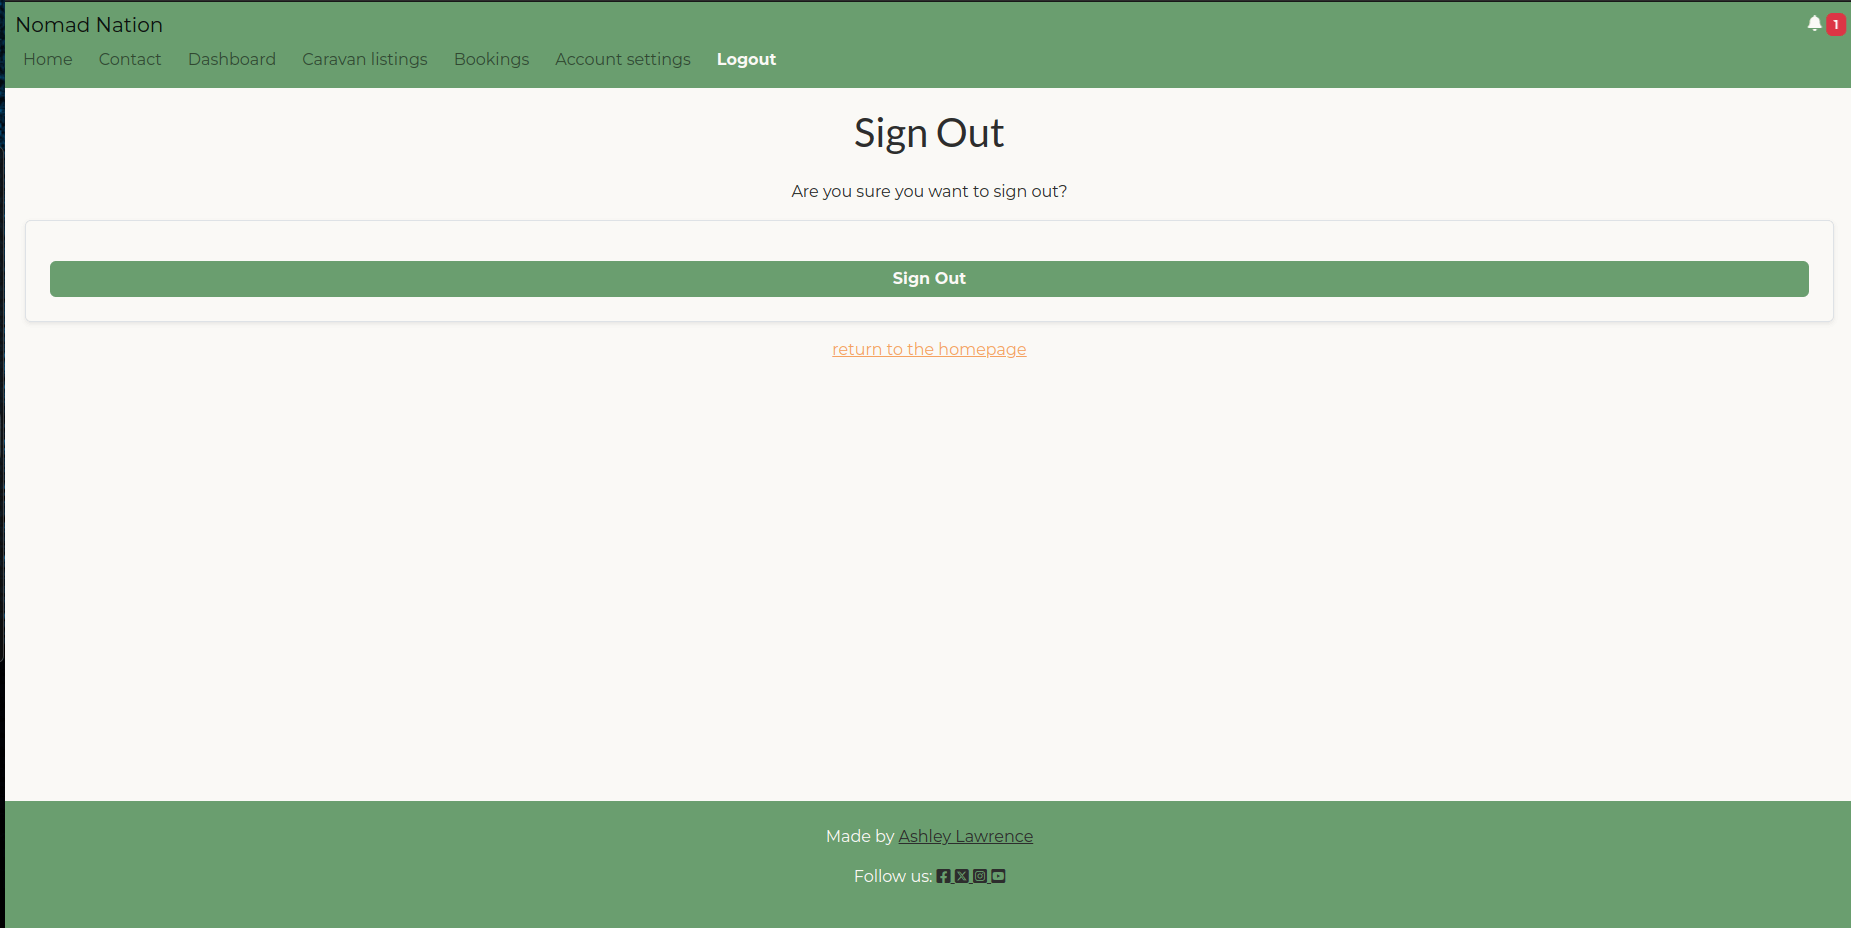 Nomad Nation
1
Home Contact Dashboard Caravan listings Bookings Account settings Logout
Sign Out
Are you sure you want to sign out?
Sign Out
return to the homepage
Made by Ashley Lawrence
Follow us: